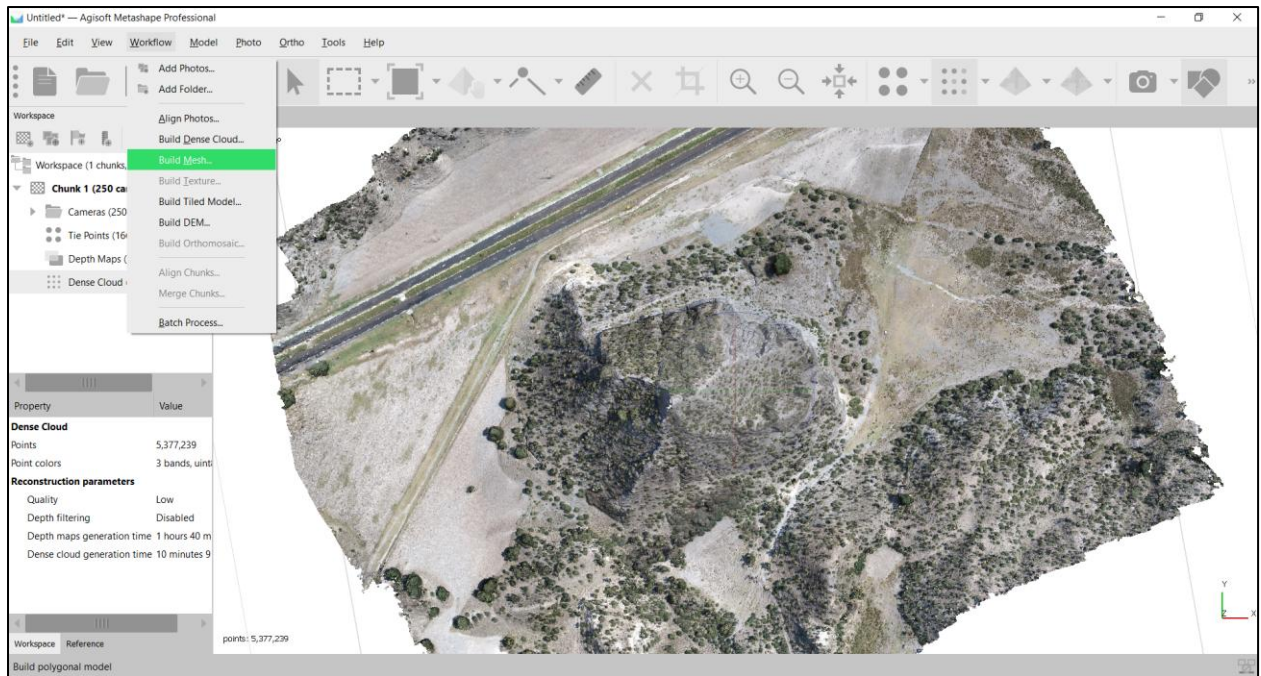 Untitled* — Agisoft Metashape Professional
File Edit View Workflow Model Photo Ortho Tools Help
Add Photos...
Add Folder...
Align Photos...
Build Dense Cloud...
Build Mesh...
Build Texture...
Build Tiled Model...
Build DEM...
Build Orthomosaic...
Align Chunks...
Merge Chunks...
Batch Process...
Workspace
Workspace (1 chunks,
Chunk 1 (250 ca
Cameras (250
Tie Points (16
Depth Maps (
Dense Cloud
Property Value
Dense Cloud
Points 5,377,239
Point colors 3 bands, uint
Reconstruction parameters
Quality Low
Depth filtering Disabled
Depth maps generation time 1 hours 40 m
Dense cloud generation time 10 minutes 9
Workspace Reference
points: 5,377,239
Build polygonal model
Y
Z X